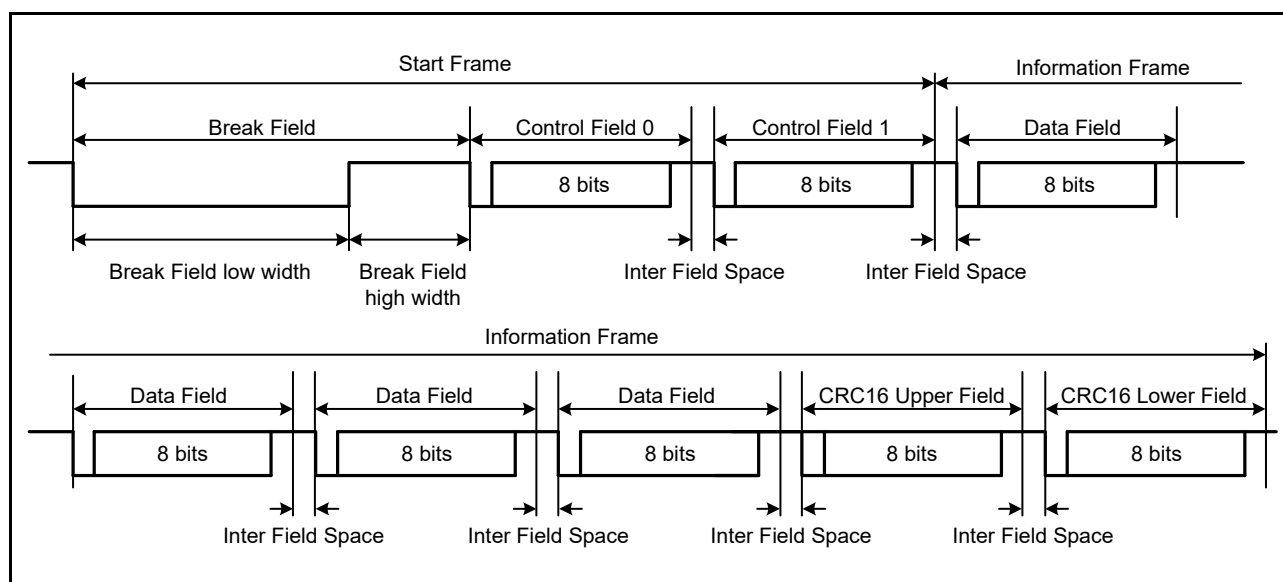 Start Frame
Information Frame
Break Field
Control Field 0
Control Field 1
Data Field
8 bits
8 bits
8 bits
Break Field low width
Break Field
high width
Inter Field Space
Inter Field Space
Information Frame
Data Field
Data Field
Data Field
CRC16 Upper Field
CRC16 Lower Field
8 bits
8 bits
8 bits
8 bits
8 bits
Inter Field Space
Inter Field Space
Inter Field Space
Inter Field Space